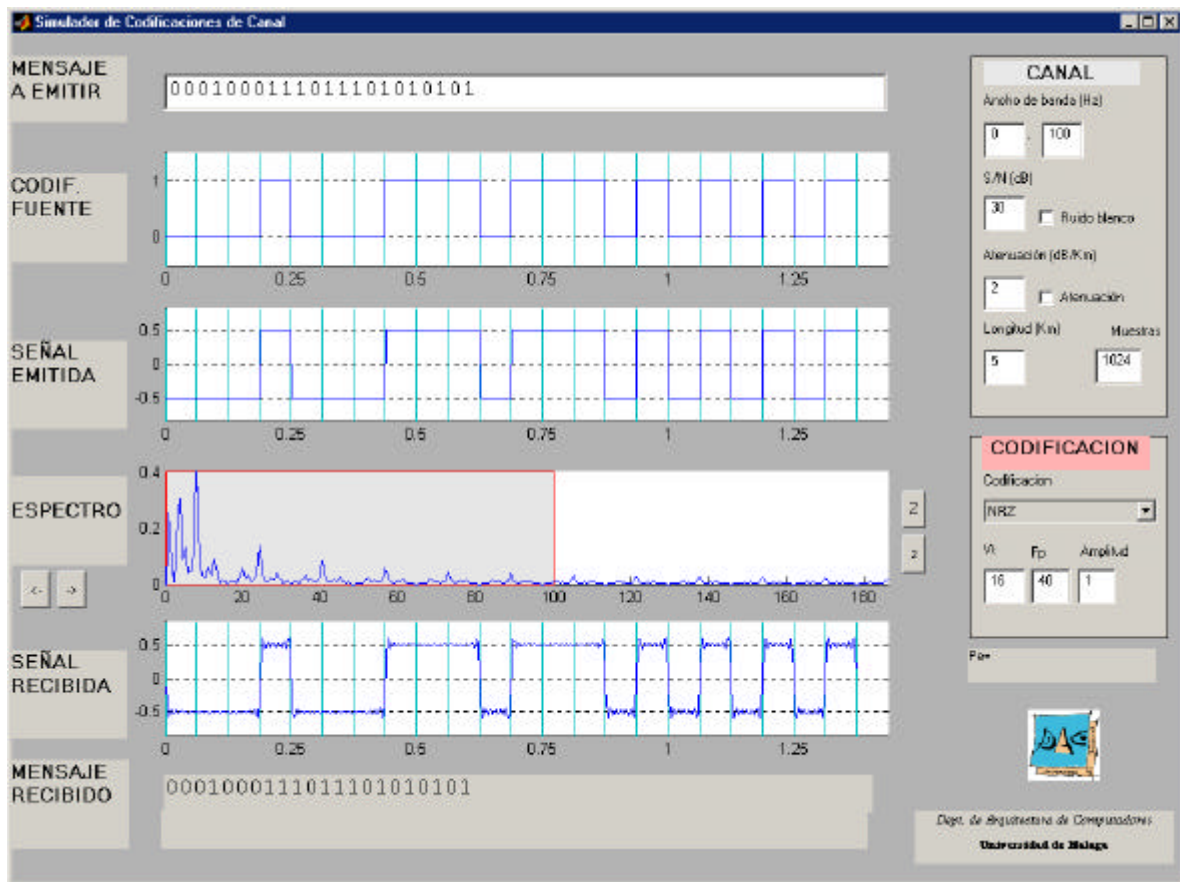 Simulador de Codificaciones de Canal
MENSAJE
A EMITIR
0001000111011101010101
CODIF.
FUENTE
1
0
0 0.25 0.5 0.75 1 1.25
SEÑAL
EMITIDA
0.5
0
-0.5
0 0.25 0.5 0.75 1 1.25
ESPECTRO
0.4
0.2
0
0 20 40 60 80 100 120 140 160 180
<- ->
Z
z
SEÑAL
RECIBIDA
0.5
0
-0.5
0 0.25 0.5 0.75 1 1.25
MENSAJE
RECIBIDO
0001000111011101010101
CANAL
Ancho de banda (Hz)
0 - 100
S/N (dB)
30 Ruido blanco
Atenuación (dB/Km)
2 Atenuación
Longitud (Km) Muestras
5 1024
CODIFICACION
Codificacion
NRZ
Vt Fp Amplitud
16 40 1
Pe=
Dept. de Arquitectura de Computadores
Universidad de Malaga